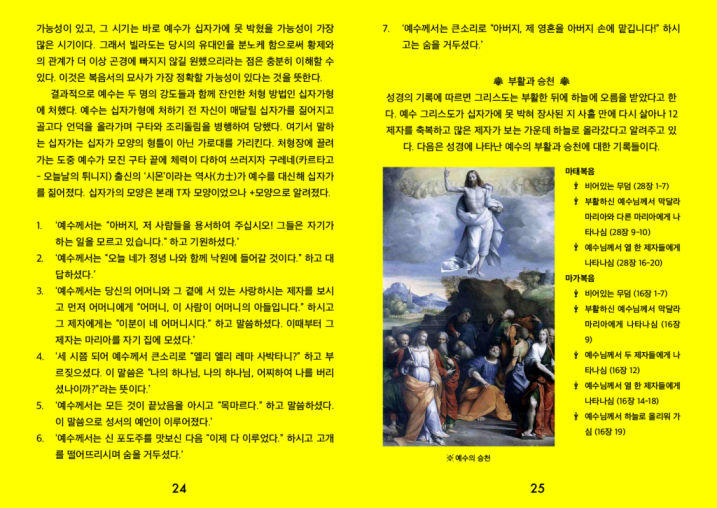 가능성이 있고, 그 시기는 바로 예수가 십자가에 못 박혔을 가능성이 가장
많은 시기이다. 그래서 빌라도는 당시의 유대인을 분노케 함으로써 황제와
의 관계가 더 이상 곤경에 빠지지 않길 원했으리라는 점은 충분히 이해할 수
있다. 이것은 복음서의 묘사가 가장 정확할 가능성이 있다는 것을 뜻한다.
결과적으로 예수는 두 명의 강도들과 함께 잔인한 처형 방법인 십자가형
에 처했다. 예수는 십자가형에 처하기 전 자신이 매달릴 십자가를 짊어지고
골고다 언덕을 올라가며 구타와 조리돌림을 병행하여 당했다. 여기서 말하
는 십자가는 십자가 모양의 형틀이 아닌 가로대를 가리킨다. 처형장에 끌려
가는 도중 예수가 모진 구타 끝에 체력이 다하여 쓰러지자 구레네(카르타고
- 오늘날의 튀니지) 출신의 '시몬'이라는 역사(力士)가 예수를 대신해 십자가
를 짊어졌다. 십자가의 모양은 본래 T자 모양이었으나 +모양으로 알려졌다.
1. '예수께서는 "아버지, 저 사람들을 용서하여 주십시오! 그들은 자기가
하는 일을 모르고 있습니다." 하고 기원하셨다.'
2. '예수께서는 "오늘 네가 정녕 나와 함께 낙원에 들어갈 것이다." 하고 대
답하셨다.'
3. '예수께서는 당신의 어머니와 그 곁에 서 있는 사랑하시는 제자를 보시
고 먼저 어머니에게 "어머니, 이 사람이 어머니의 아들입니다." 하시고
그 제자에게는 "이분이 네 어머니시다." 하고 말씀하셨다. 이때부터 그
제자는 마리아를 자기 집에 모셨다.'
4. '세 시쯤 되어 예수께서 큰소리로 "엘리 엘리 레마 사박타니?" 하고 부
르짖으셨다. 이 말씀은 "나의 하나님, 나의 하나님, 어찌하여 나를 버리
셨나이까?"라는 뜻이다.'
5. '예수께서는 모든 것이 끝났음을 아시고 "목마르다." 하고 말씀하셨다.
이 말씀으로 성서의 예언이 이루어졌다.'
6. '예수께서는 신 포도주를 맛보신 다음 "이제 다 이루었다." 하시고 고개
를 떨어뜨리시며 숨을 거두셨다.'
24
7. '예수께서는 큰소리로 "아버지, 제 영혼을 아버지 손에 맡깁니다!" 하시
고는 숨을 거두셨다.'
부활과 승천
성경의 기록에 따르면 그리스도는 부활한 뒤에 하늘에 오름을 받았다고 한
다. 예수 그리스도가 십자가에 못 박혀 장사된 지 사흘 만에 다시 살아나 12
제자를 축복하고 많은 제자가 보는 가운데 하늘로 올라갔다고 알려주고 있
다. 다음은 성경에 나타난 예수의 부활과 승천에 대한 기록들이다.
마태복음
비어있는 무덤 (28장 1-7)
부활하신 예수님께서 막달라
마리아와 다른 마리아에게 나
타나심 (28장 9-10)
예수님께서 열 한 제자들에게
나타나심 (28장 16-20)
마가복음
비어있는 무덤 (16장 1-7)
부활하신 예수님께서 막달라
마리아에게 나타나심 (16장
9)
예수님께서 두 제자들에게 나
타나심 (16장 12)
예수님께서 열 한 제자들에게
나타나심 (16장 14-18)
예수님께서 하늘로 올리워 가
심 (16장 19)
※ 예수의 승천
25